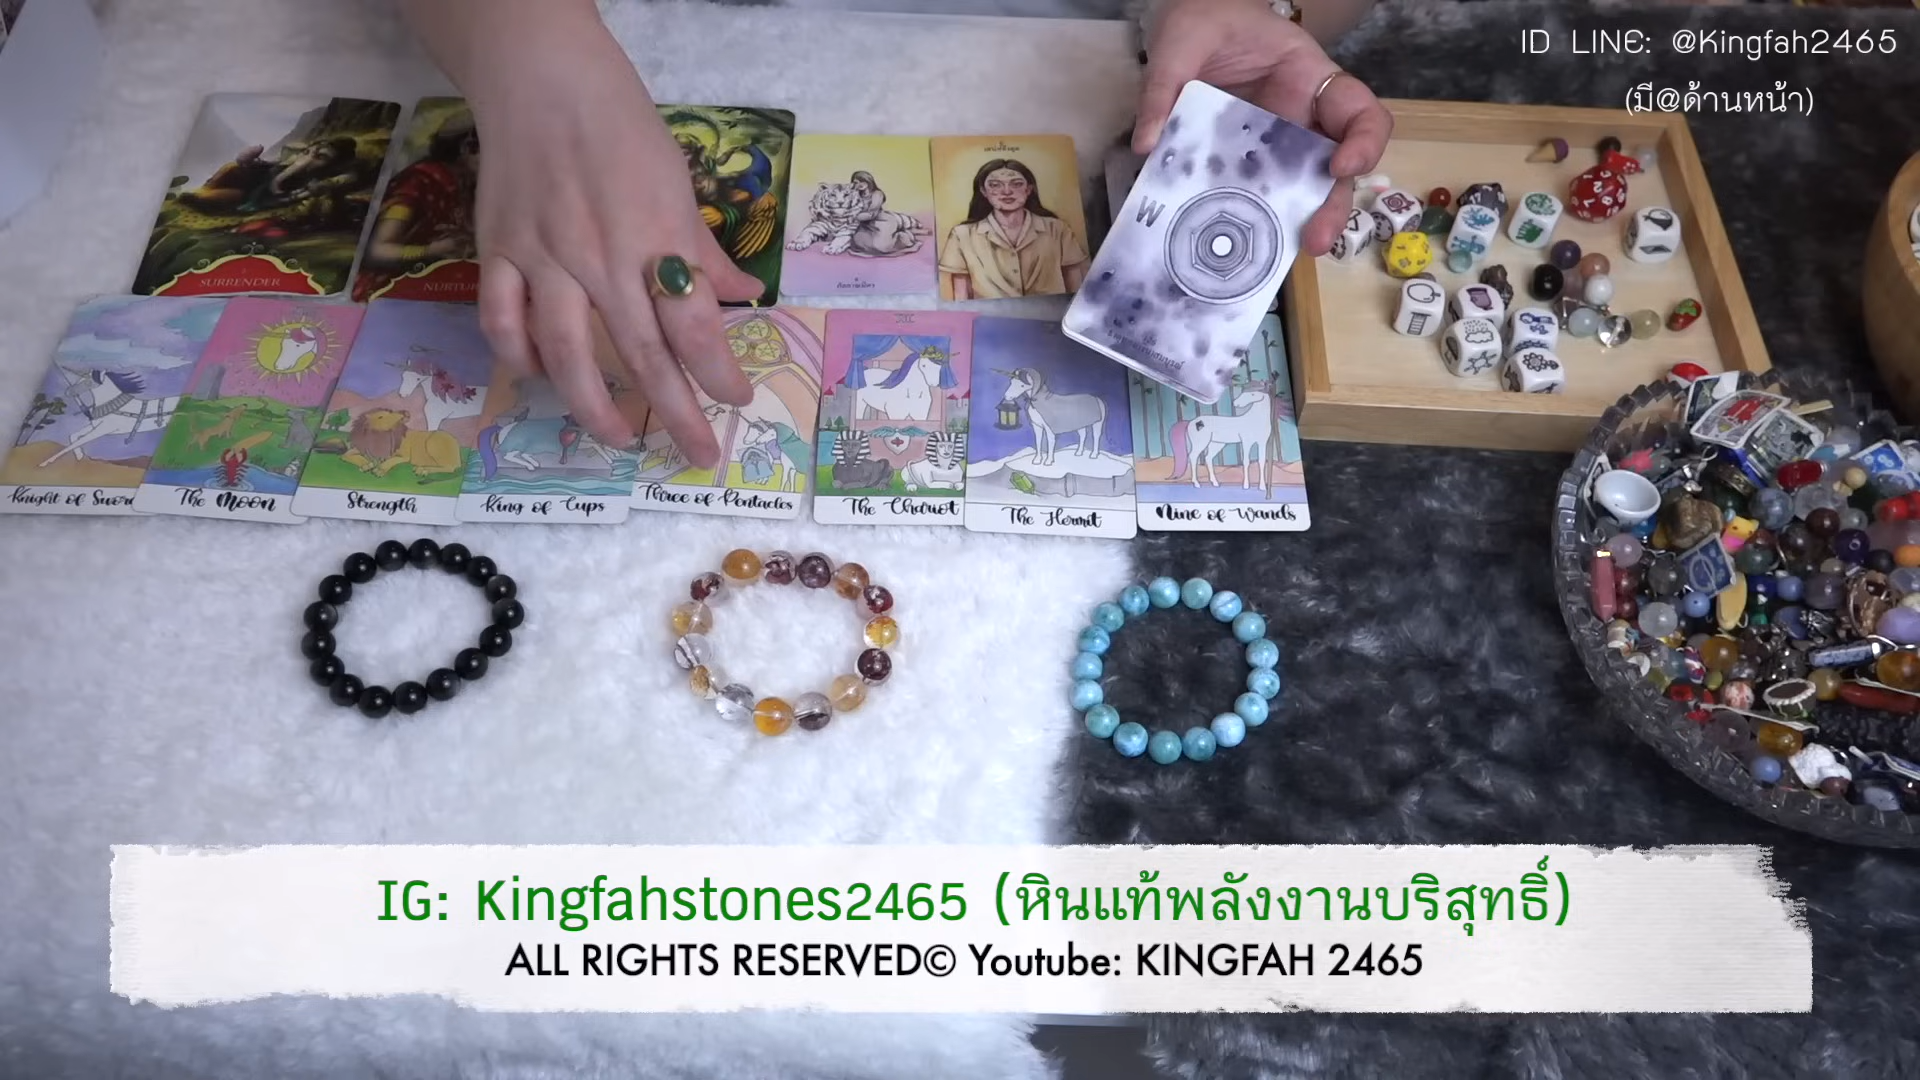 ID LINE: @Kingfah2465
(มี@ด้านหน้า)
SURRENDER
W
Knight of Sword
The Moon
Strength
King of Cups
Three of Pentacles
VII
The Chariot
The Hermit
Nine of Wands
IG: Kingfahstones2465 (หินแท้พลังงานบริสุทธิ์)
ALL RIGHTS RESERVED© Youtube: KINGFAH 2465